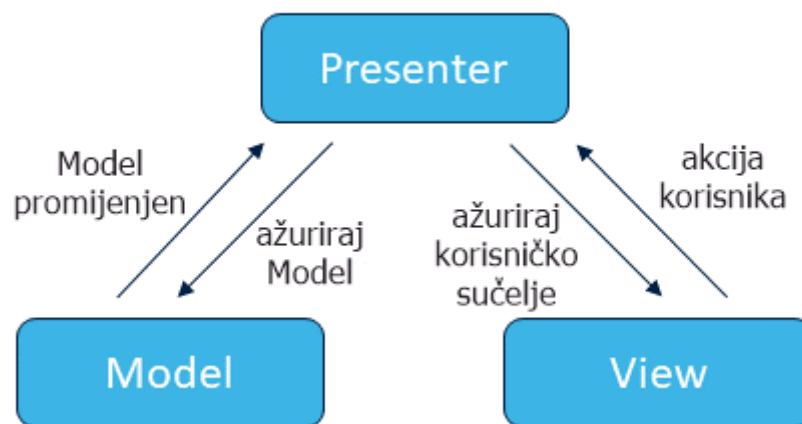 Presenter
Model
promijenjen
ažuriraj
Model
ažuriraj
korisničko
sučelje
akcija
korisnika
Model
View